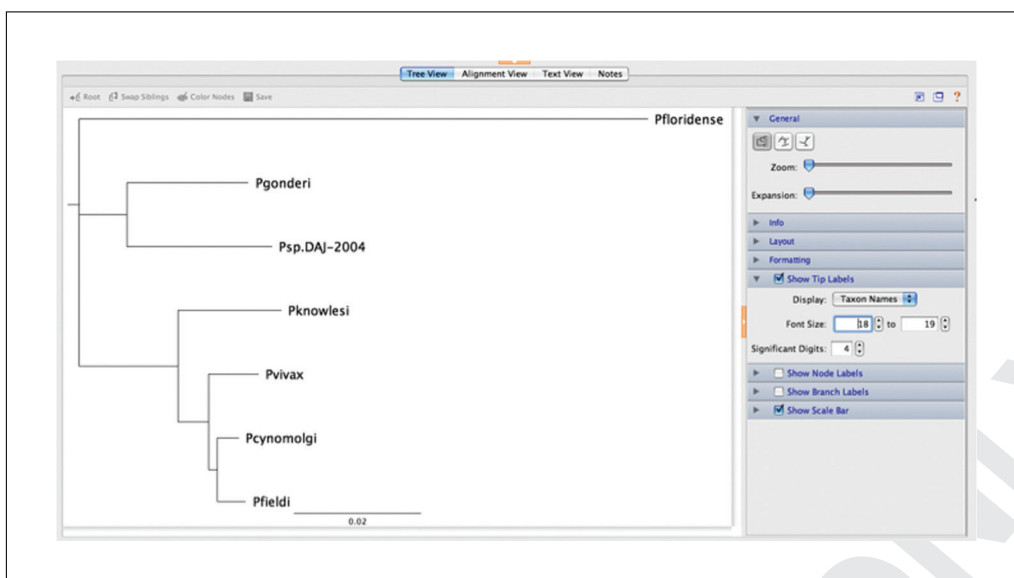 Tree View Alignment View Text View Notes
Root Swap Siblings Color Nodes Save
?
Pfloridense
Pgonderi
Psp.DAJ-2004
Pknowlesi
Pvivax
Pcynomolgi
Pfieldi
0.02
General
Zoom:
Expansion:
Info
Layout
Formatting
Show Tip Labels
Display: Taxon Names
Font Size: 18 to 19
Significant Digits: 4
Show Node Labels
Show Branch Labels
Show Scale Bar